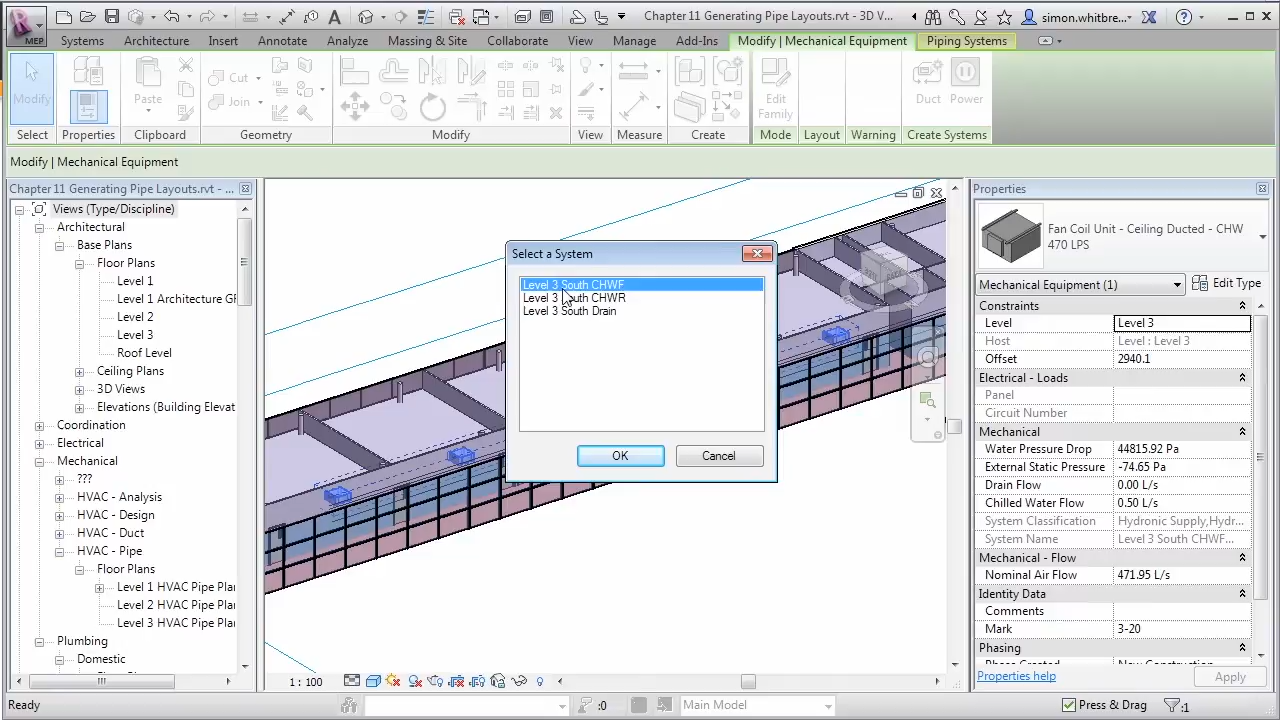 Chapter 11 Generating Pipe Layouts.rvt - 3D V...
simon.whitbre...
MEP
Systems
Architecture
Insert
Annotate
Analyze
Massing & Site
Collaborate
View
Manage
Add-Ins
Modify | Mechanical Equipment
Piping Systems
Modify
Paste
Cut
Join
Edit Family
Duct
Power
Select
Properties
Clipboard
Geometry
Modify
View
Measure
Create
Mode
Layout
Warning
Create Systems
Modify | Mechanical Equipment
Chapter 11 Generating Pipe Layouts.rvt - ...
Views (Type/Discipline)
Architectural
Base Plans
Floor Plans
Level 1
Level 1 Architecture GF
Level 2
Level 3
Roof Level
Ceiling Plans
3D Views
Elevations (Building Elevat
Coordination
Electrical
Mechanical
???
HVAC - Analysis
HVAC - Design
HVAC - Duct
HVAC - Pipe
Floor Plans
Level 1 HVAC Pipe Plan
Level 2 HVAC Pipe Plan
Level 3 HVAC Pipe Plan
Plumbing
Domestic
Select a System
Level 3 South CHWF
Level 3 South CHWR
Level 3 South Drain
OK
Cancel
1 : 100
Properties
Fan Coil Unit - Ceiling Ducted - CHW
470 LPS
Mechanical Equipment (1)
Edit Type
Constraints
Level Level 3
Host Level : Level 3
Offset 2940.1
Electrical - Loads
Panel
Circuit Number
Mechanical
Water Pressure Drop 44815.92 Pa
External Static Pressure -74.65 Pa
Drain Flow 0.00 L/s
Chilled Water Flow 0.50 L/s
System Classification Hydronic Supply,Hydr...
System Name Level 3 South CHWF...
Mechanical - Flow
Nominal Air Flow 471.95 L/s
Identity Data
Comments
Mark 3-20
Phasing
Phase Created New Construction
Properties help
Apply
Ready
:0
Main Model
Press & Drag
:1